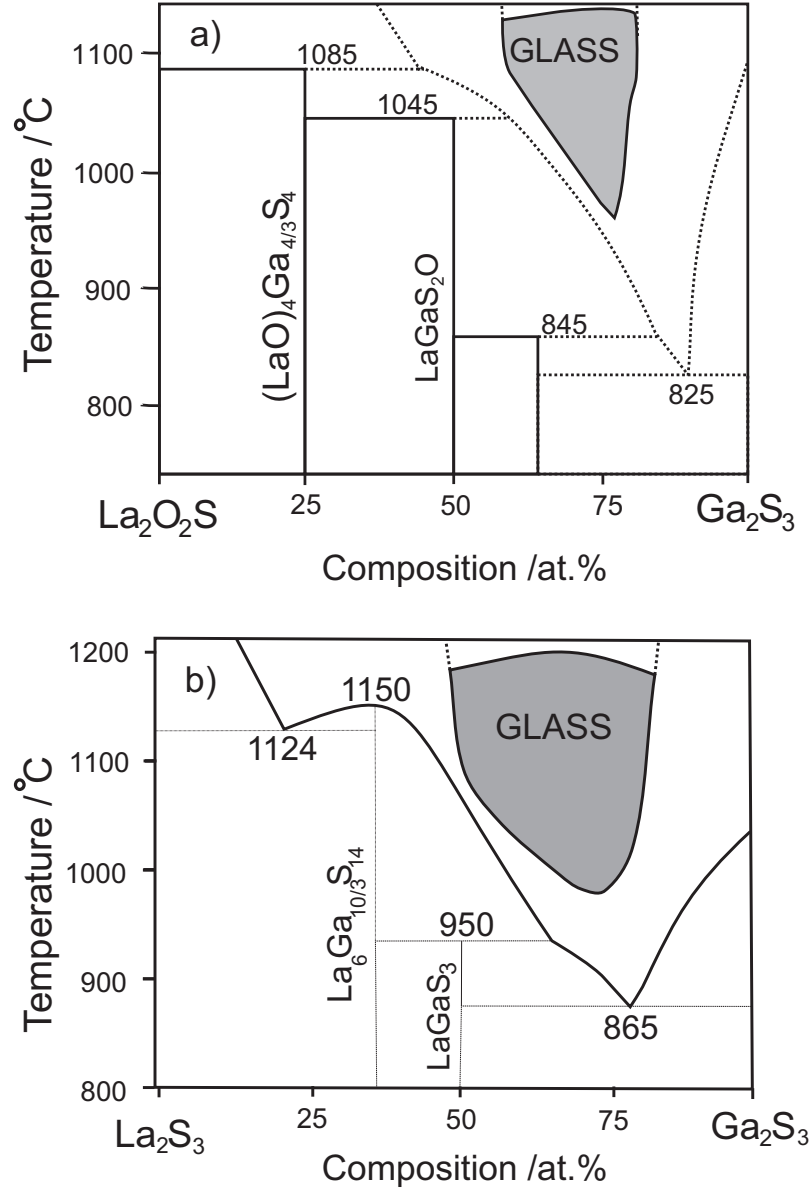 a)
GLASS
1100
1085
1045
1000
Temperature /°C
(LaO)₄Ga₄/₃S₄
LaGaS₂O
900
845
800
825
La₂O₂S
25
50
75
Ga₂S₃
Composition /at.%
1200
b)
1150
GLASS
1124
1100
Temperature /°C
1000
La₆Ga₁₀/₃S₁₄
950
LaGaS₃
900
865
800
La₂S₃
25
50
75
Ga₂S₃
Composition /at.%